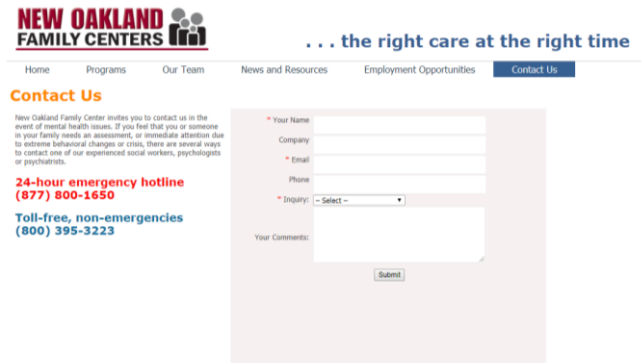 NEW OAKLAND
FAMILY CENTERS
. . . the right care at the right time
Home Programs Our Team News and Resources Employment Opportunities Contact Us
Contact Us
New Oakland Family Center invites you to contact us in the
event of mental health issues. If you feel that you or someone
in your family needs an assessment, or immediate attention due
to extreme behavioral changes or crisis, there are several ways
to contact one of our experienced social workers, psychologists
or psychiatrists.
24-hour emergency hotline
(877) 800-1650
Toll-free, non-emergencies
(800) 395-3223
* Your Name
Company
* Email
Phone
* Inquiry: -- Select --
Your Comments:
Submit